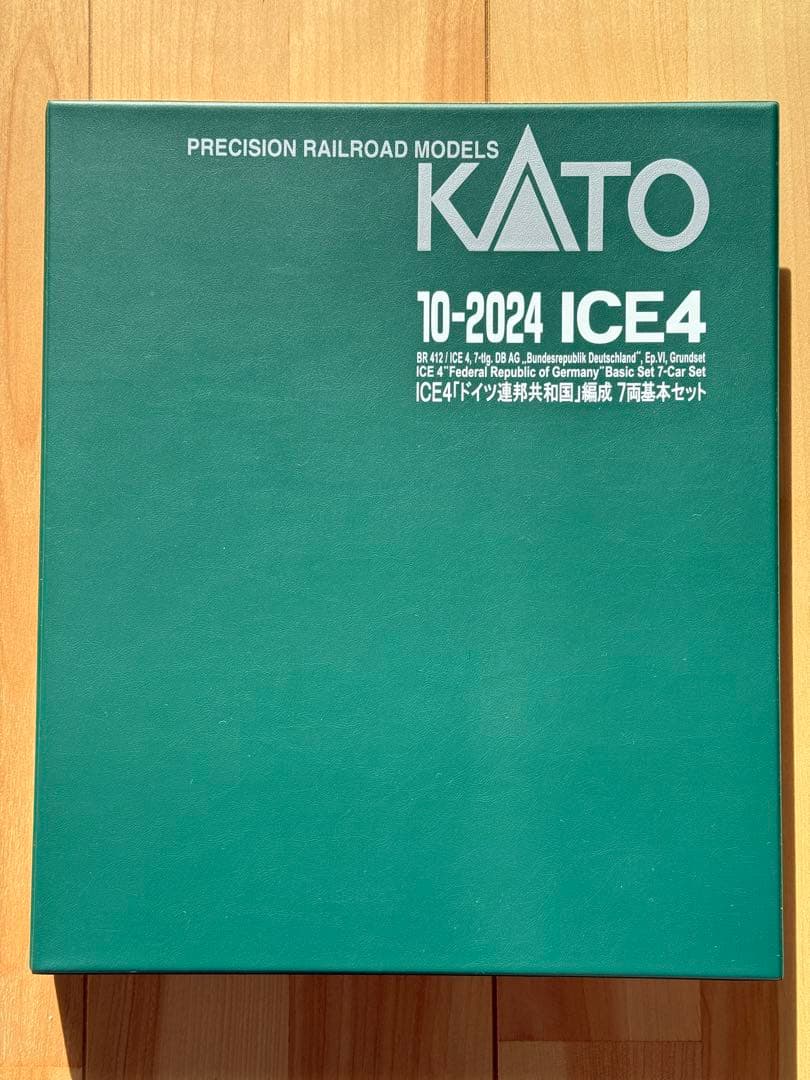 PRECISION RAILROAD MODELS
KATO
10-2024 ICE4
BR 412 / ICE 4, 7-tlg. DB AG „Bundesrepublik Deutschland", Ep.VI, Grundset
ICE 4"Federal Republic of Germany"Basic Set 7-Car Set
ICE4「ドイツ連邦共和国」編成 7両基本セット